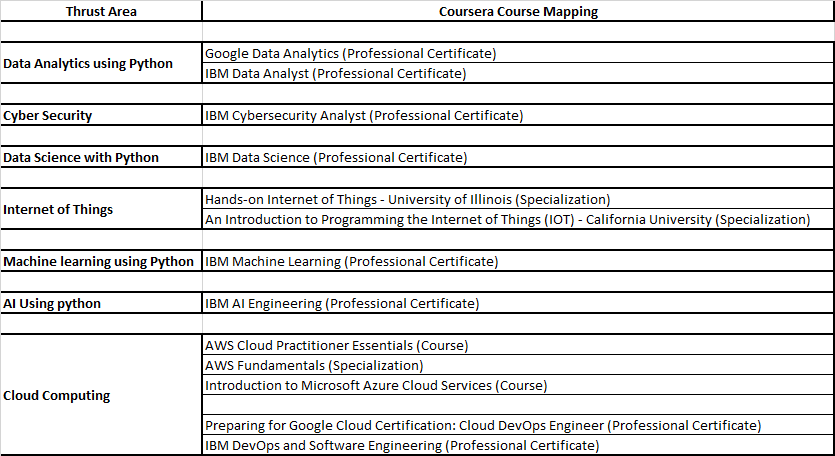 Thrust Area Coursera Course Mapping
Data Analytics using Python
Google Data Analytics (Professional Certificate)
IBM Data Analyst (Professional Certificate)
Cyber Security IBM Cybersecurity Analyst (Professional Certificate)
Data Science with Python IBM Data Science (Professional Certificate)
Internet of Things
Hands-on Internet of Things - University of Illinois (Specialization)
An Introduction to Programming the Internet of Things (IOT) - California University (Specialization)
Machine learning using Python IBM Machine Learning (Professional Certificate)
AI Using python IBM AI Engineering (Professional Certificate)
Cloud Computing
AWS Cloud Practitioner Essentials (Course)
AWS Fundamentals (Specialization)
Introduction to Microsoft Azure Cloud Services (Course)
Preparing for Google Cloud Certification: Cloud DevOps Engineer (Professional Certificate)
IBM DevOps and Software Engineering (Professional Certificate)